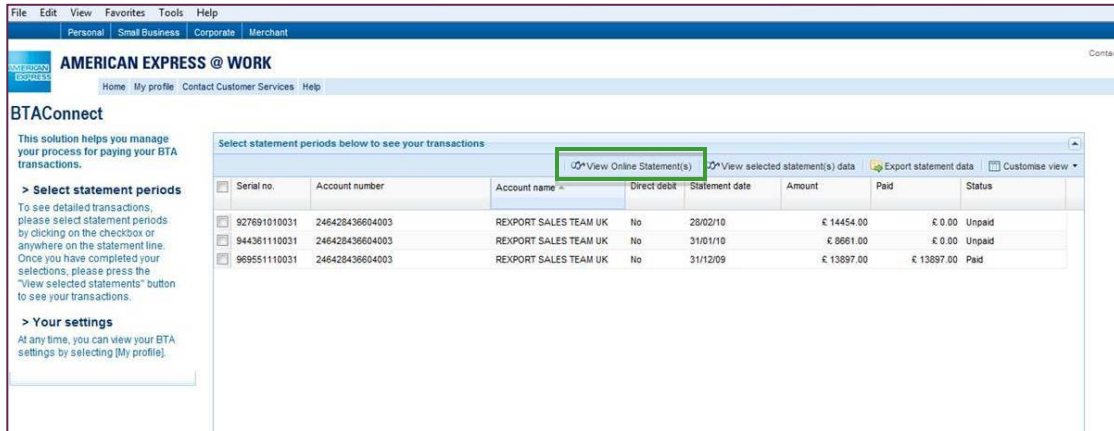 File Edit View Favorites Tools Help
Personal Small Business Corporate Merchant
AMERICAN EXPRESS
AMERICAN EXPRESS @ WORK
Home My profile Contact Customer Services Help
BTAConnect
This solution helps you manage
your process for paying your BTA
transactions.
> Select statement periods
To see detailed transactions,
please select statement periods
by clicking on the checkbox or
anywhere on the statement line.
Once you have completed your
selections, please press the
"View selected statements" button
to see your transactions.
> Your settings
At any time, you can view your BTA
settings by selecting [My profile].
Select statement periods below to see your transactions
View Online Statement(s) View selected statement(s) data Export statement data Customise view
Serial no. Account number Account name Direct debit Statement date Amount Paid Status
927691010031 246428436604003 REXPORT SALES TEAM UK No 28/02/10 £ 14454.00 £ 0.00 Unpaid
944361110031 246428436604003 REXPORT SALES TEAM UK No 31/01/10 £ 8661.00 £ 0.00 Unpaid
969551110031 246428436604003 REXPORT SALES TEAM UK No 31/12/09 £ 13897.00 £ 13897.00 Paid